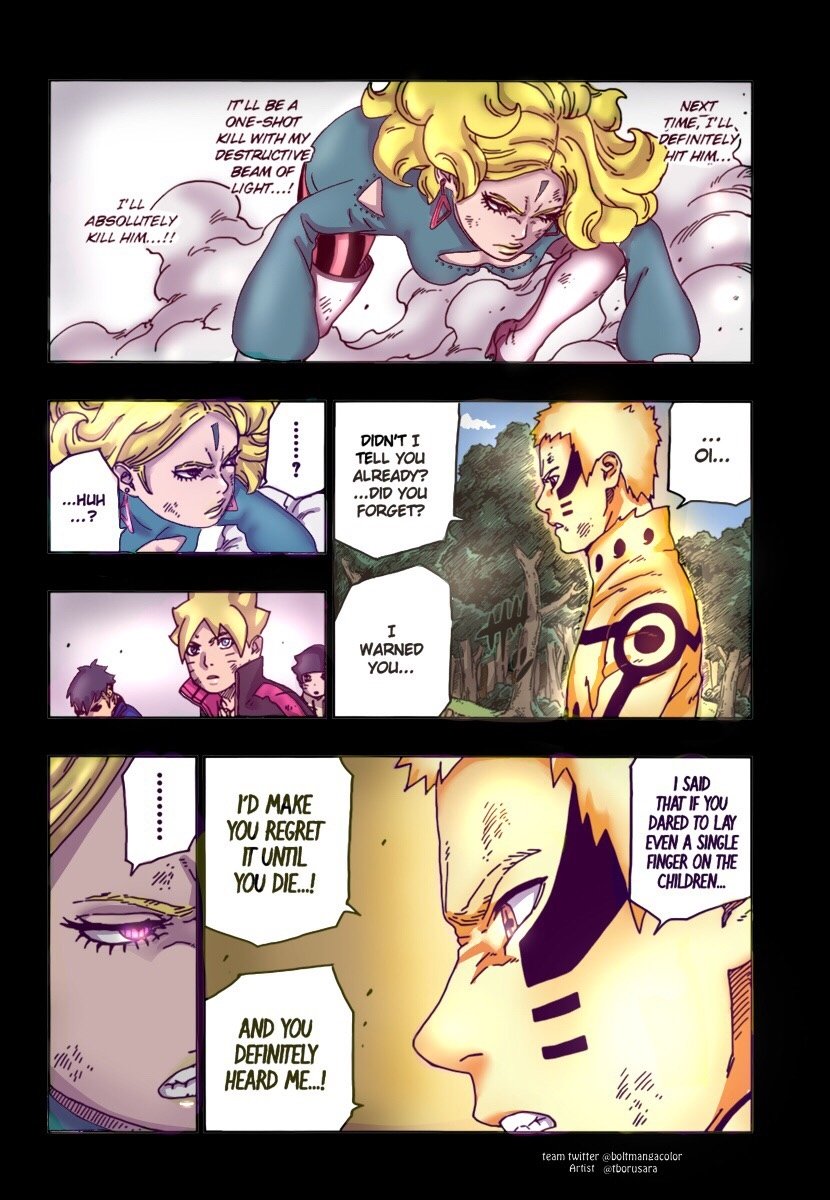 NEXT
TIME, I'LL
DEFINITELY
HIT HIM...
IT'LL BE A
ONE-SHOT
KILL WITH MY
DESTRUCTIVE
BEAM OF
LIGHT...!
I'LL
ABSOLUTELY
KILL HIM...!!
...
OI...
DIDN'T I
TELL YOU
ALREADY?
...DID YOU
FORGET?
I
WARNED
YOU...
........?
...HUH
...?
I SAID
THAT IF YOU
DARED TO LAY
EVEN A SINGLE
FINGER ON THE
CHILDREN...
I'D MAKE
YOU REGRET
IT UNTIL
YOU DIE...!
AND YOU
DEFINITELY
HEARD ME...!
.........
team twitter @boltmangacolor
Artist @tborusara